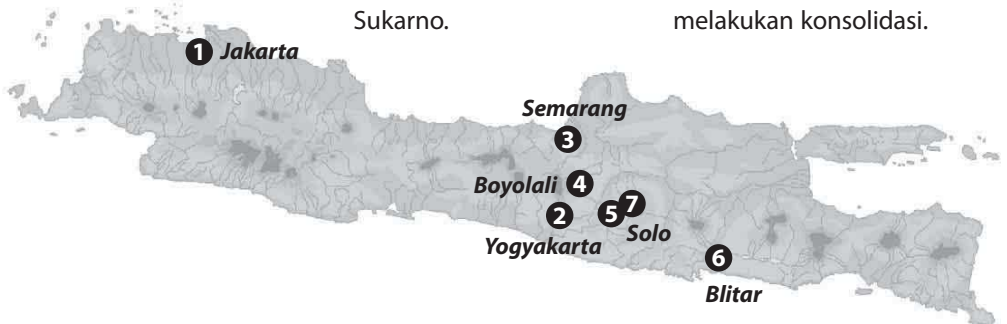 Sukarno.
melakukan konsolidasi.
1 Jakarta
Semarang
3
Boyolali 4
2 5 7
Yogyakarta Solo
6
Blitar